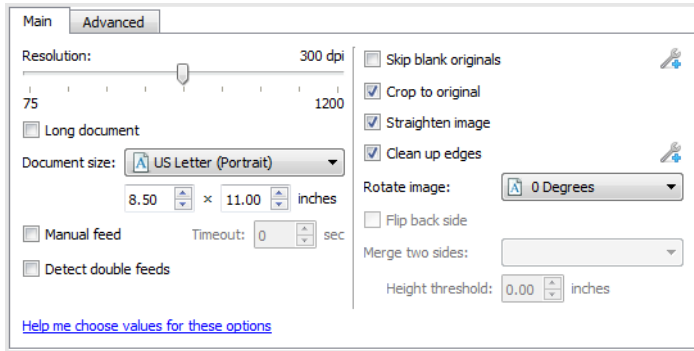 Main Advanced
Resolution: 300 dpi
75 1200
Long document
Document size: A US Letter (Portrait)
8.50 × 11.00 inches
Manual feed Timeout: 0 sec
Detect double feeds
Help me choose values for these options
Skip blank originals
Crop to original
Straighten image
Clean up edges
Rotate image: A 0 Degrees
Flip back side
Merge two sides:
Height threshold: 0.00 inches